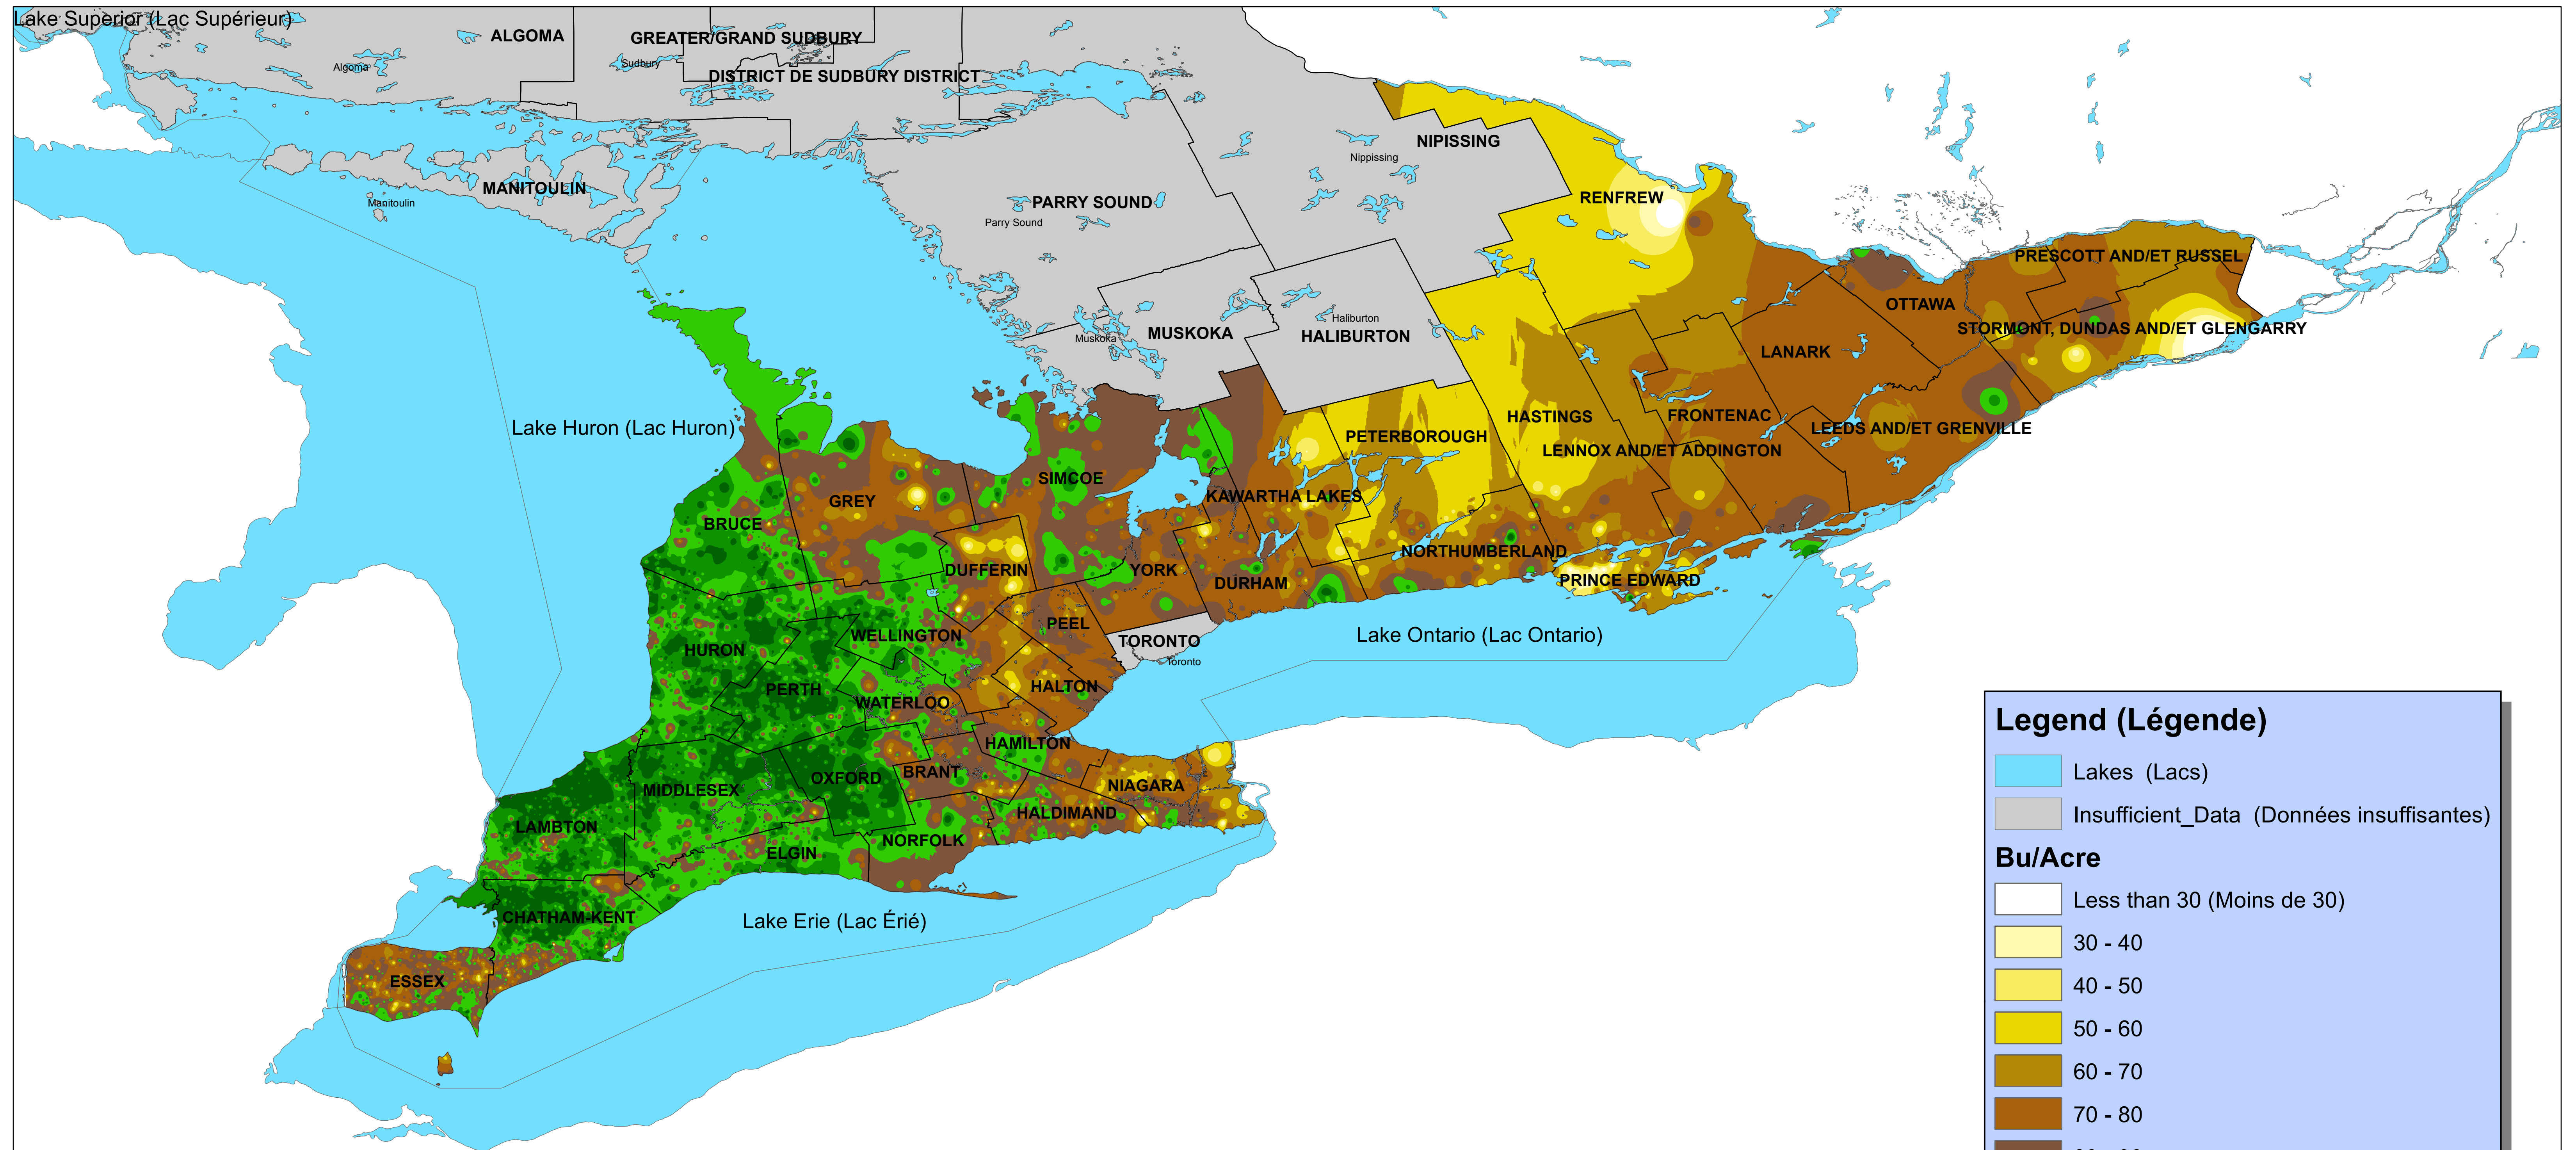 Lake Superior (Lac Supérieur)
ALGOMA
GREATER/GRAND SUDBURY
Algoma
Sudbury
DISTRICT DE SUDBURY DISTRICT
NIPISSING
Nippissing
MANITOULIN
Manitoulin
PARRY SOUND
Parry Sound
RENFREW
PRESCOTT AND/ET RUSSEL
OTTAWA
STORMONT, DUNDAS AND/ET GLENGARRY
Haliburton
HALIBURTON
MUSKOKA
Muskoka
LANARK
Lake Huron (Lac Huron)
PETERBOROUGH
HASTINGS
FRONTENAC
LEEDS AND/ET GRENVILLE
LENNOX AND/ET ADDINGTON
SIMCOE
KAWARTHA LAKES
GREY
BRUCE
NORTHUMBERLAND
DUFFERIN
YORK
DURHAM
PRINCE EDWARD
PEEL
WELLINGTON
TORONTO
Toronto
Lake Ontario (Lac Ontario)
HURON
PERTH
HALTON
WATERLOO
HAMILTON
BRANT
OXFORD
MIDDLESEX
NIAGARA
HALDIMAND
LAMBTON
NORFOLK
ELGIN
CHATHAM-KENT
Lake Erie (Lac Érié)
ESSEX
Legend (Légende)
Lakes (Lacs)
Insufficient_Data (Données insuffisantes)
Bu/Acre
Less than 30 (Moins de 30)
30 - 40
40 - 50
50 - 60
60 - 70
70 - 80